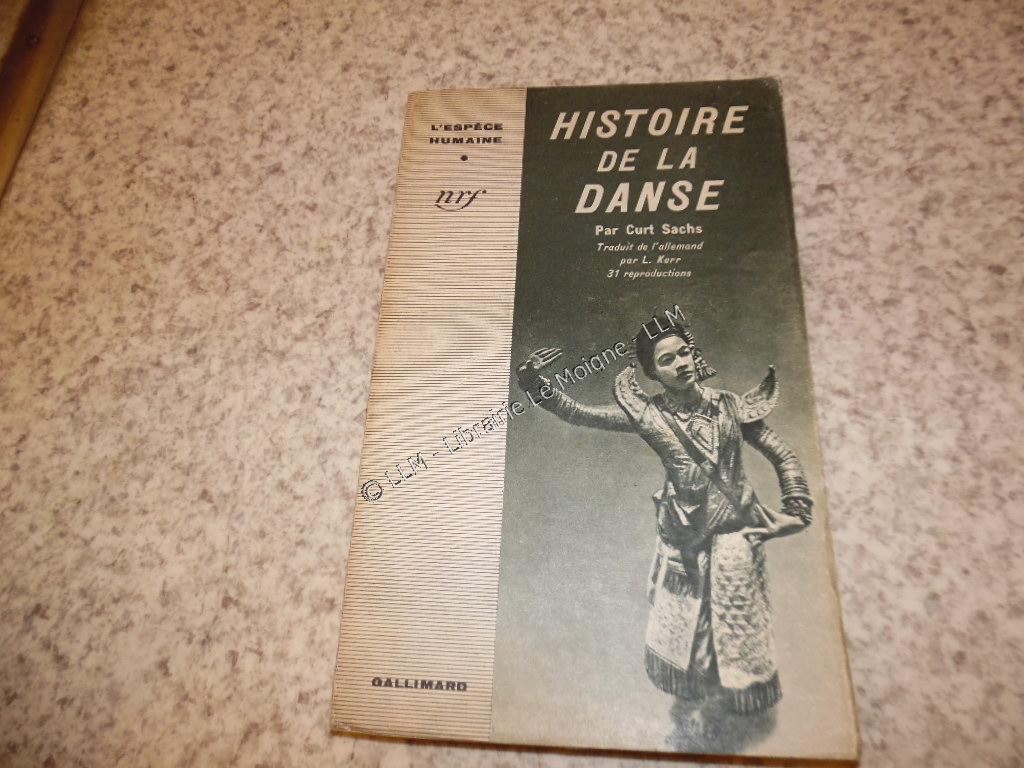 L'ESPÈCE
HUMAINE
nrf
GALLIMARD
HISTOIRE
DE LA
DANSE
Par Curt Sachs
Traduit de l'allemand
par L. Kerr
31 reproductions
© LLM - Librairie Le Moigne - LLM